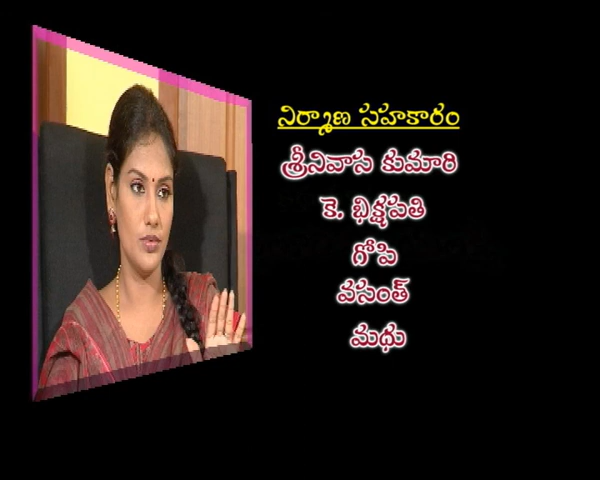 నిర్మాణ సహకారం
శ్రీనివాస కుమారి
కె. భిక్షపతి
గోపి
వసంత్
మధు